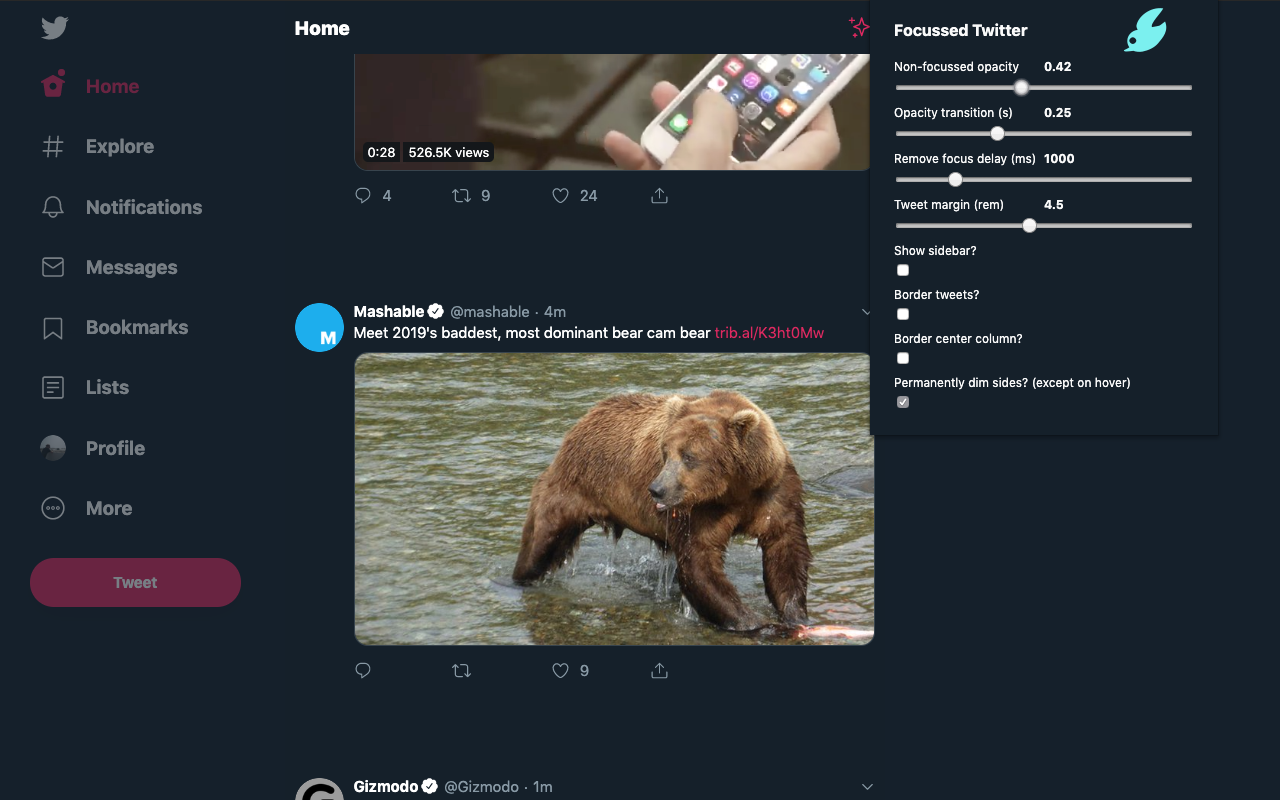 Home
Explore
Notifications
Messages
Bookmarks
Lists
Profile
More
Tweet
Home
0:28 526.5K views
4 9 24
Mashable @mashable · 4m
Meet 2019's baddest, most dominant bear cam bear trib.al/K3ht0Mw
M
9
Gizmodo @Gizmodo · 1m
G
Focussed Twitter
Non-focussed opacity 0.42
Opacity transition (s) 0.25
Remove focus delay (ms) 1000
Tweet margin (rem) 4.5
Show sidebar?
Border tweets?
Border center column?
Permanently dim sides? (except on hover)